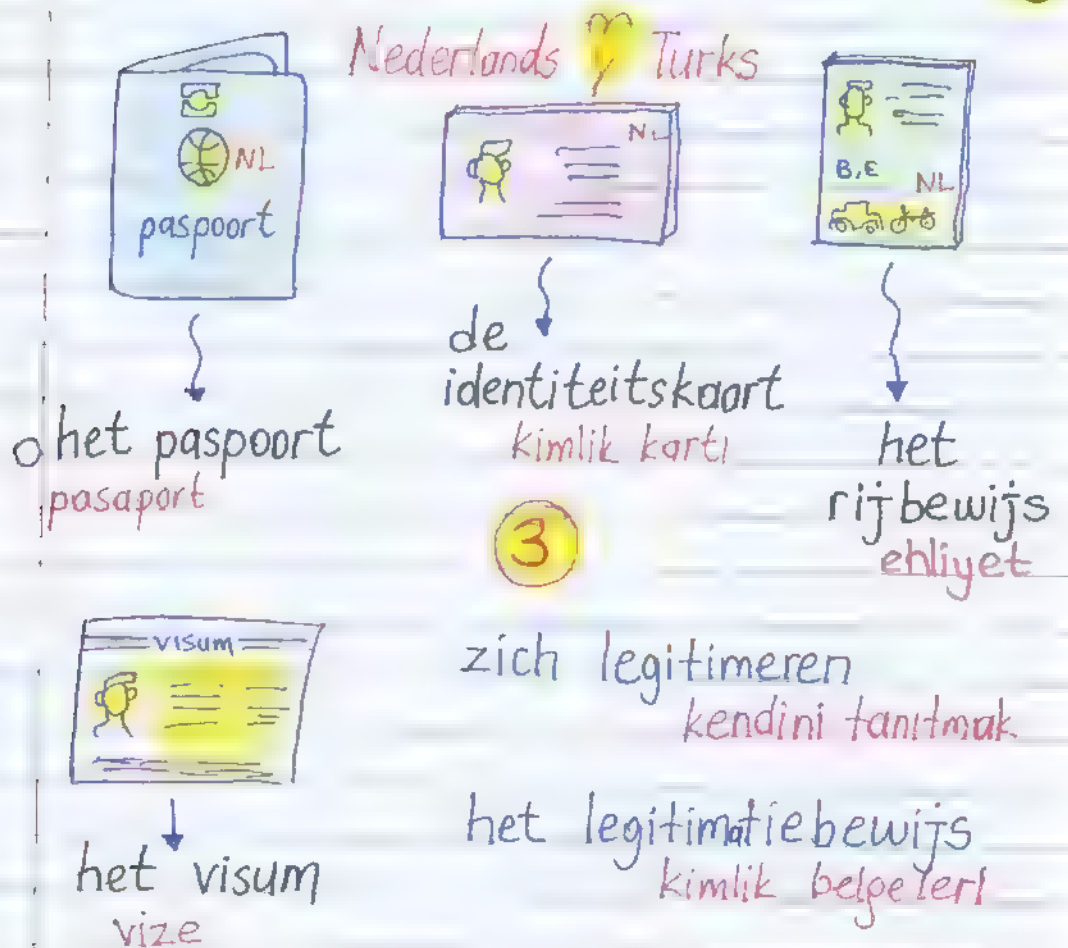 Nederlands Turks
NL
paspoort
NL
B,E
NL
het paspoort
pasaport
de
identiteitskaart
kimlik kartı
het
rijbewijs
ehliyet
3
visum
het visum
vize
zich legitimeren
kendini tanıtmak
het legitimatiebewijs
kimlik belgeleri